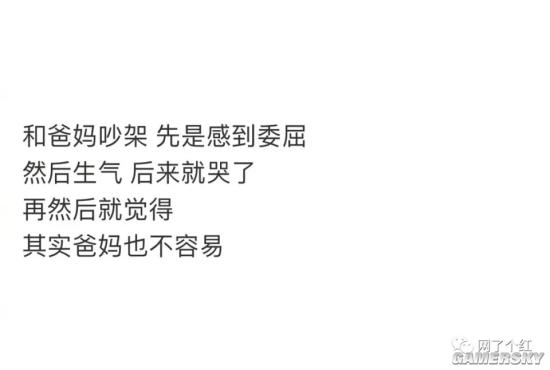 和爸妈吵架 先是感到委屈
然后生气 后来就哭了
再然后就觉得
其实爸妈也不容易
网了个红
GAMERSKY